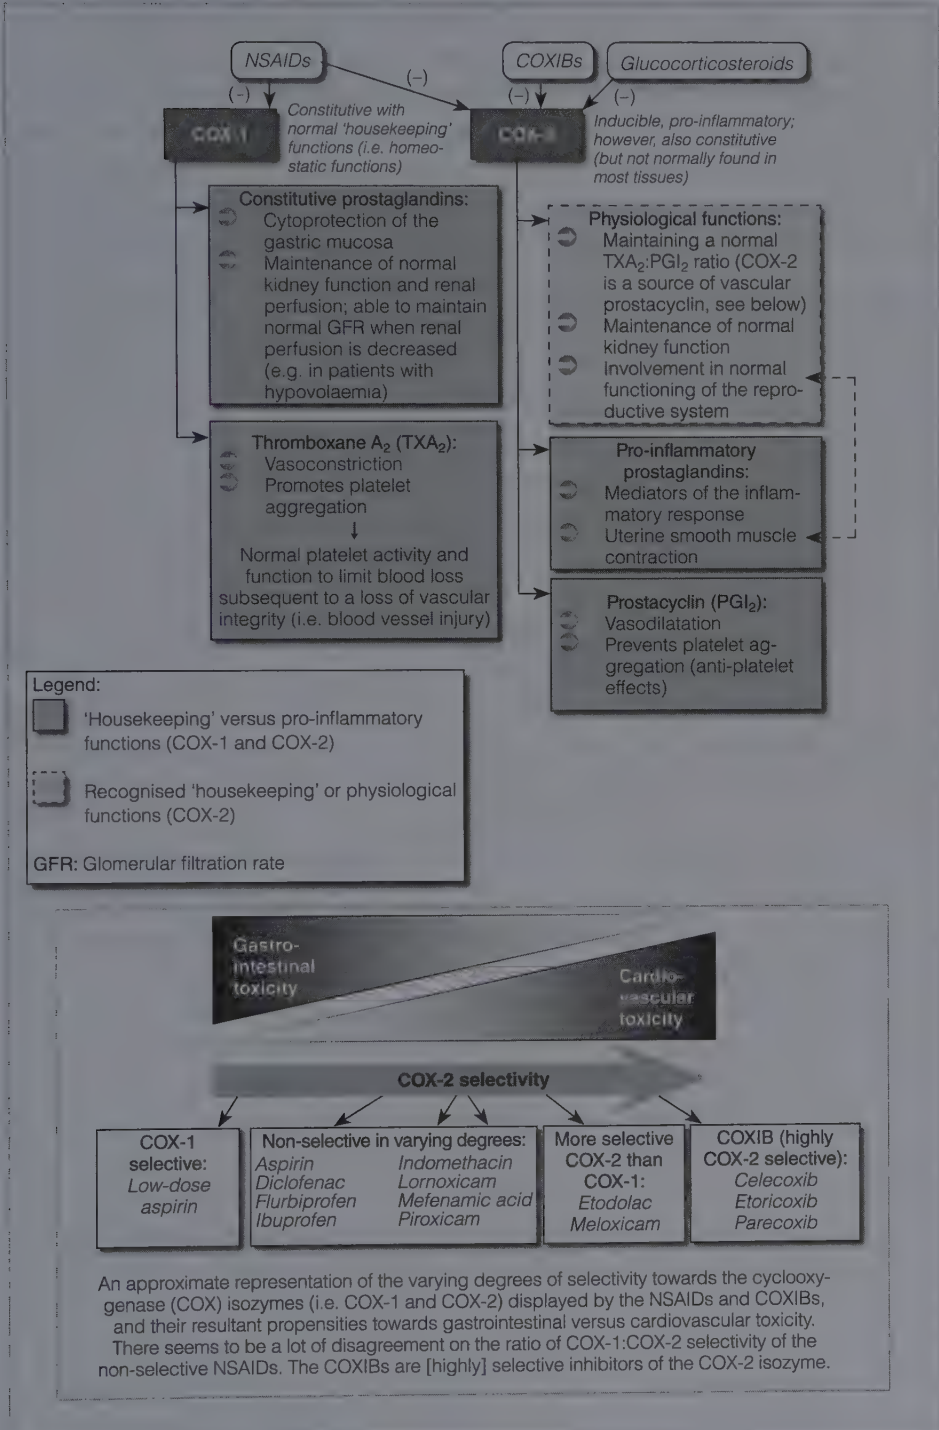 NSAIDs
COXIBs
Glucocorticosteroids
(–)
(–)
(–)
(–)
COX-1
Constitutive with
normal 'housekeeping'
functions (i.e. homeo-
static functions)
COX-2
Inducible, pro-inflammatory;
however, also constitutive
(but not normally found in
most tissues)
Constitutive prostaglandins:
Cytoprotection of the
gastric mucosa
Maintenance of normal
kidney function and renal
perfusion; able to maintain
normal GFR when renal
perfusion is decreased
(e.g. in patients with
hypovolaemia)
Thromboxane A₂ (TXA₂):
Vasoconstriction
Promotes platelet
aggregation
Normal platelet activity and
function to limit blood loss
subsequent to a loss of vascular
integrity (i.e. blood vessel injury)
Physiological functions:
Maintaining a normal
TXA₂:PGI₂ ratio (COX-2
is a source of vascular
prostacyclin, see below)
Maintenance of normal
kidney function
Involvement in normal
functioning of the repro-
ductive system
Pro-inflammatory
prostaglandins:
Mediators of the inflam-
matory response
Uterine smooth muscle
contraction
Prostacyclin (PGI₂):
Vasodilatation
Prevents platelet ag-
gregation (anti-platelet
effects)
Legend:
'Housekeeping' versus pro-inflammatory
functions (COX-1 and COX-2)
Recognised 'housekeeping' or physiological
functions (COX-2)
GFR: Glomerular filtration rate
Gastro-
intestinal
toxicity
Cardio-
vascular
toxicity
COX-2 selectivity
COX-1
selective:
Low-dose
aspirin
Non-selective in varying degrees:
Aspirin
Diclofenac
Flurbiprofen
Ibuprofen
Indomethacin
Lornoxicam
Mefenamic acid
Piroxicam
More selective
COX-2 than
COX-1:
Etodolac
Meloxicam
COXIB (highly
COX-2 selective):
Celecoxib
Etoricoxib
Parecoxib
An approximate representation of the varying degrees of selectivity towards the cyclooxy-
genase (COX) isozymes (i.e. COX-1 and COX-2) displayed by the NSAIDs and COXIBs,
and their resultant propensities towards gastrointestinal versus cardiovascular toxicity.
There seems to be a lot of disagreement on the ratio of COX-1:COX-2 selectivity of the
non-selective NSAIDs. The COXIBs are [highly] selective inhibitors of the COX-2 isozyme.